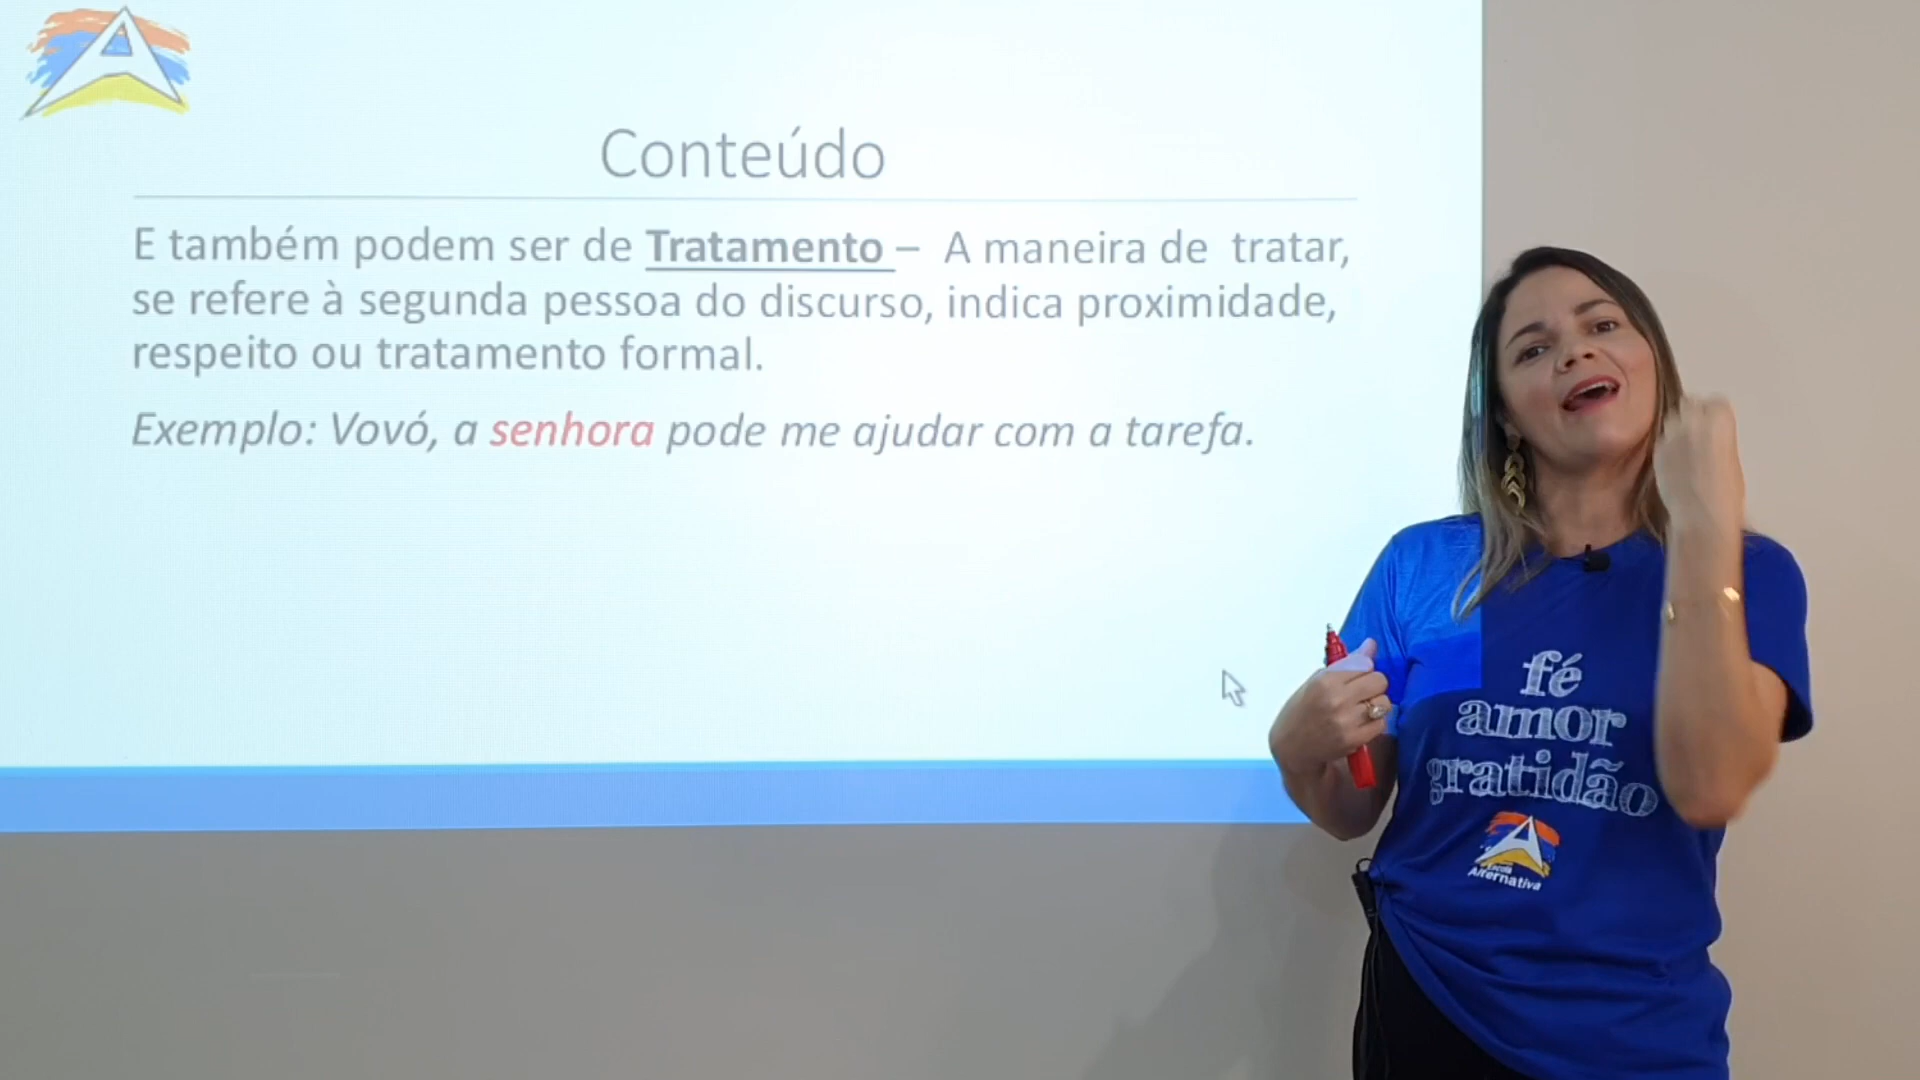 Conteúdo
E também podem ser de Tratamento – A maneira de tratar,
se refere à segunda pessoa do discurso, indica proximidade,
respeito ou tratamento formal.
Exemplo: Vovó, a senhora pode me ajudar com a tarefa.
fé
amor
gratidão
Escola
Alternativa